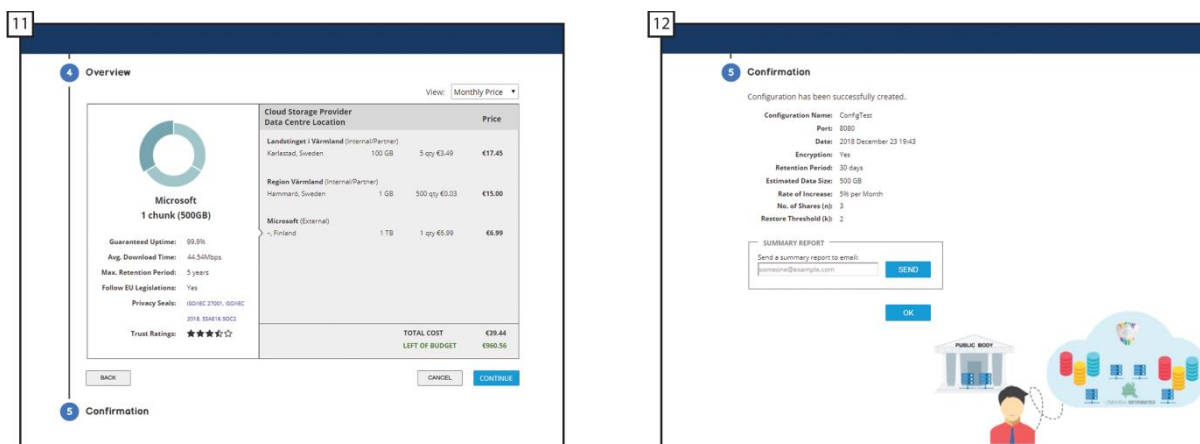 11
4 Overview
View: Monthly Price
Cloud Storage Provider
Data Centre Location
Price
Landstinget i Värmland (Internal/Partner)
Karlastad, Sweden 100 GB 5 qty €3.49 €17.45
Region Värmland (Internal/Partner)
Hammarö, Sweden 1 GB 500 qty €0.03 €15.00
Microsoft (External)
-, Finland 1 TB 1 qty €6.99 €6.99
Microsoft
1 chunk (500GB)
Guaranteed Uptime: 99.8%
Avg. Download Time: 44.54Mbps
Max. Retention Period: 5 years
Follow EU Legislations: Yes
Privacy Seals: ISO/IEC 27001, ISO/IEC
2018, SSAE16 SOC2
Trust Ratings:
TOTAL COST €39.44
LEFT OF BUDGET €960.56
BACK
CANCEL
CONTINUE
5 Confirmation
12
5 Confirmation
Configuration has been successfully created.
Configuration Name: ConfigTest
Port: 8080
Date: 2018 December 23 19:43
Encryption: Yes
Retention Period: 30 days
Estimated Data Size: 500 GB
Rate of Increase: 5% per Month
No. of Shares (n): 3
Restore Threshold (k): 2
SUMMARY REPORT
Send a summary report to email:
someone@example.com
SEND
OK
PUBLIC BODY